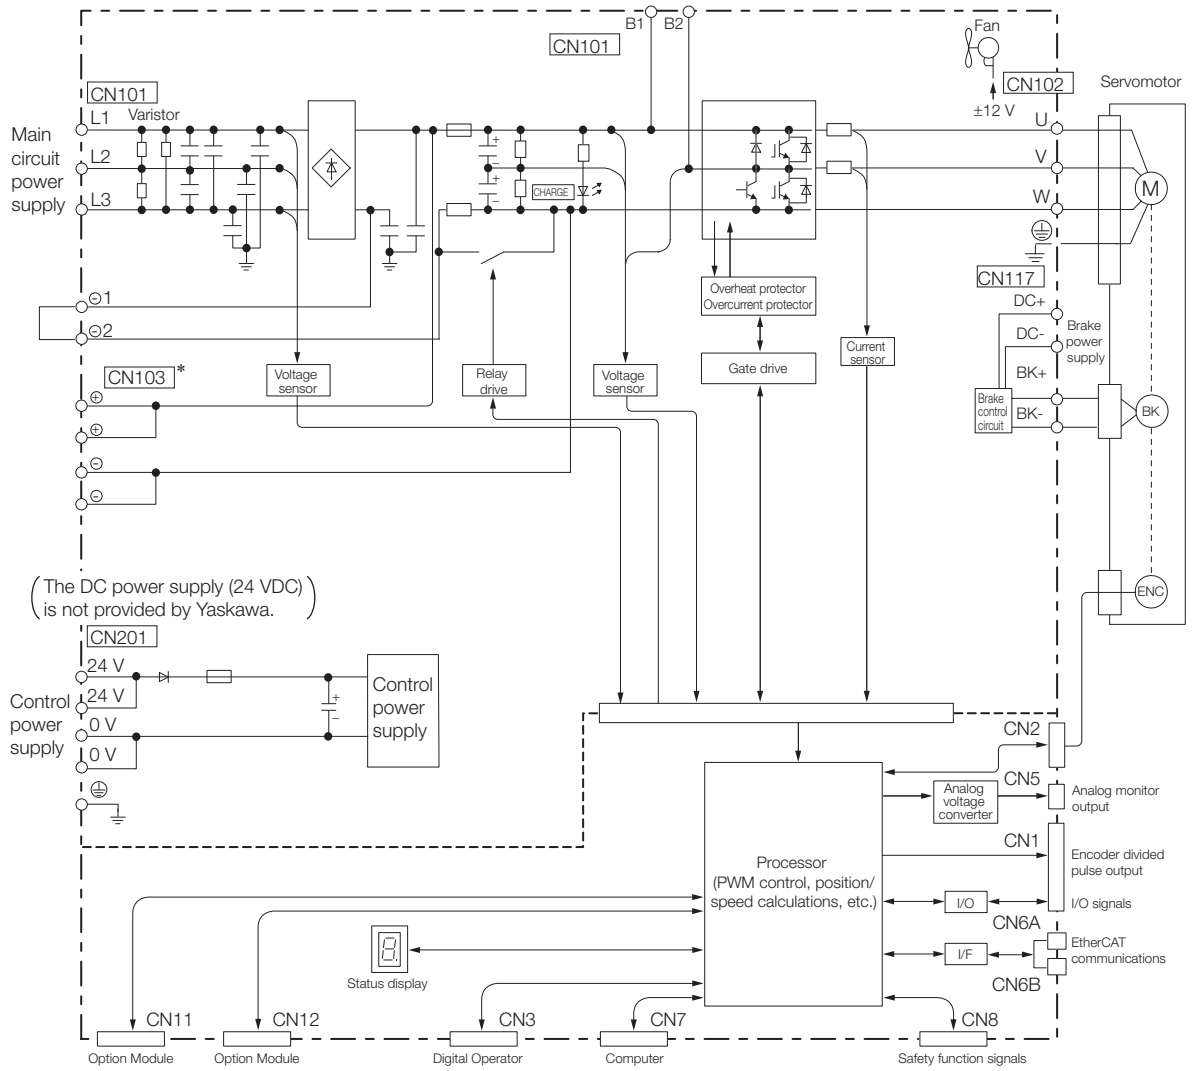 B1
B2
CN101
Fan
±12 V
CN102
Servomotor
CN101
Main
circuit
power
supply
L1
Varistor
L2
L3
+
−
+
−
CHARGE
U
V
W
M
CN117
DC+
DC-
BK+
BK-
Brake
power
supply
Brake
control
circuit
BK
ENC
⊖1
⊖2
Overheat protector
Overcurrent protector
Gate drive
Current
sensor
Voltage
sensor
Relay
drive
Voltage
sensor
CN103*
⊕
⊕
⊖
⊖
(The DC power supply (24 VDC)
is not provided by Yaskawa.)
CN201
Control
power
supply
24 V
24 V
0 V
0 V
+
−
Control
power
supply
CN2
CN5
Analog
voltage
converter
Analog monitor
output
CN1
Encoder divided
pulse output
Processor
(PWM control, position/
speed calculations, etc.)
I/O
I/O signals
CN6A
I/F
EtherCAT
communications
CN6B
8.
Status display
CN11
Option Module
CN12
Option Module
CN3
Digital Operator
CN7
Computer
CN8
Safety function signals